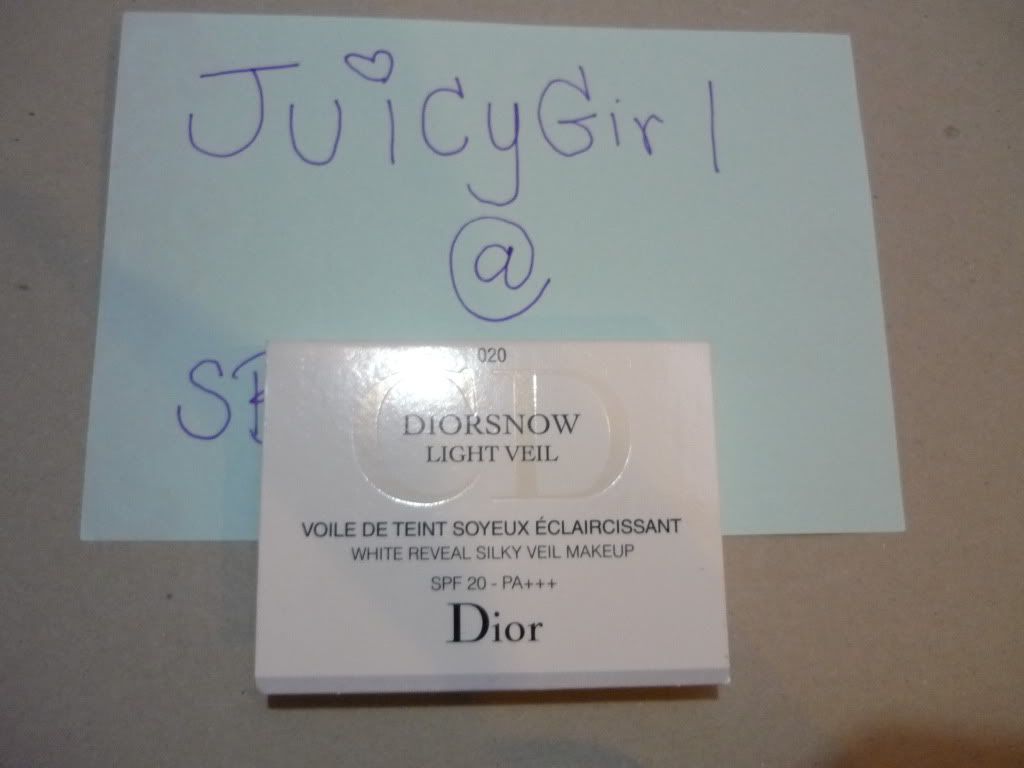 JuicyGirl
@
020
DIORSNOW
LIGHT VEIL
VOILE DE TEINT SOYEUX ÉCLAIRCISSANT
WHITE REVEAL SILKY VEIL MAKEUP
SPF 20 - PA+++
Dior